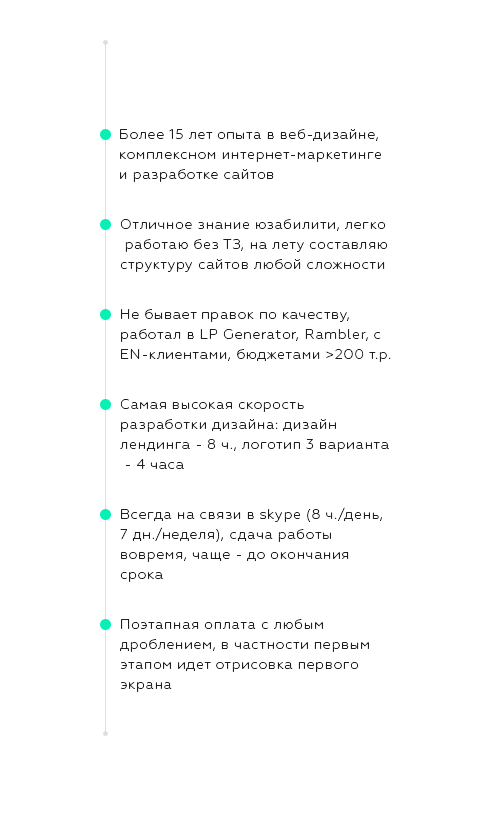 Более 15 лет опыта в веб-дизайне,
комплексном интернет-маркетинге
и разработке сайтов
Отличное знание юзабилити, легко
работаю без ТЗ, на лету составляю
структуру сайтов любой сложности
Не бывает правок по качеству,
работал в LP Generator, Rambler, с
EN-клиентами, бюджетами >200 т.р.
Самая высокая скорость
разработки дизайна: дизайн
лендинга - 8 ч., логотип 3 варианта
- 4 часа
Всегда на связи в skype (8 ч./день,
7 дн./неделя), сдача работы
вовремя, чаще - до окончания
срока
Поэтапная оплата с любым
дроблением, в частности первым
этапом идет отрисовка первого
экрана